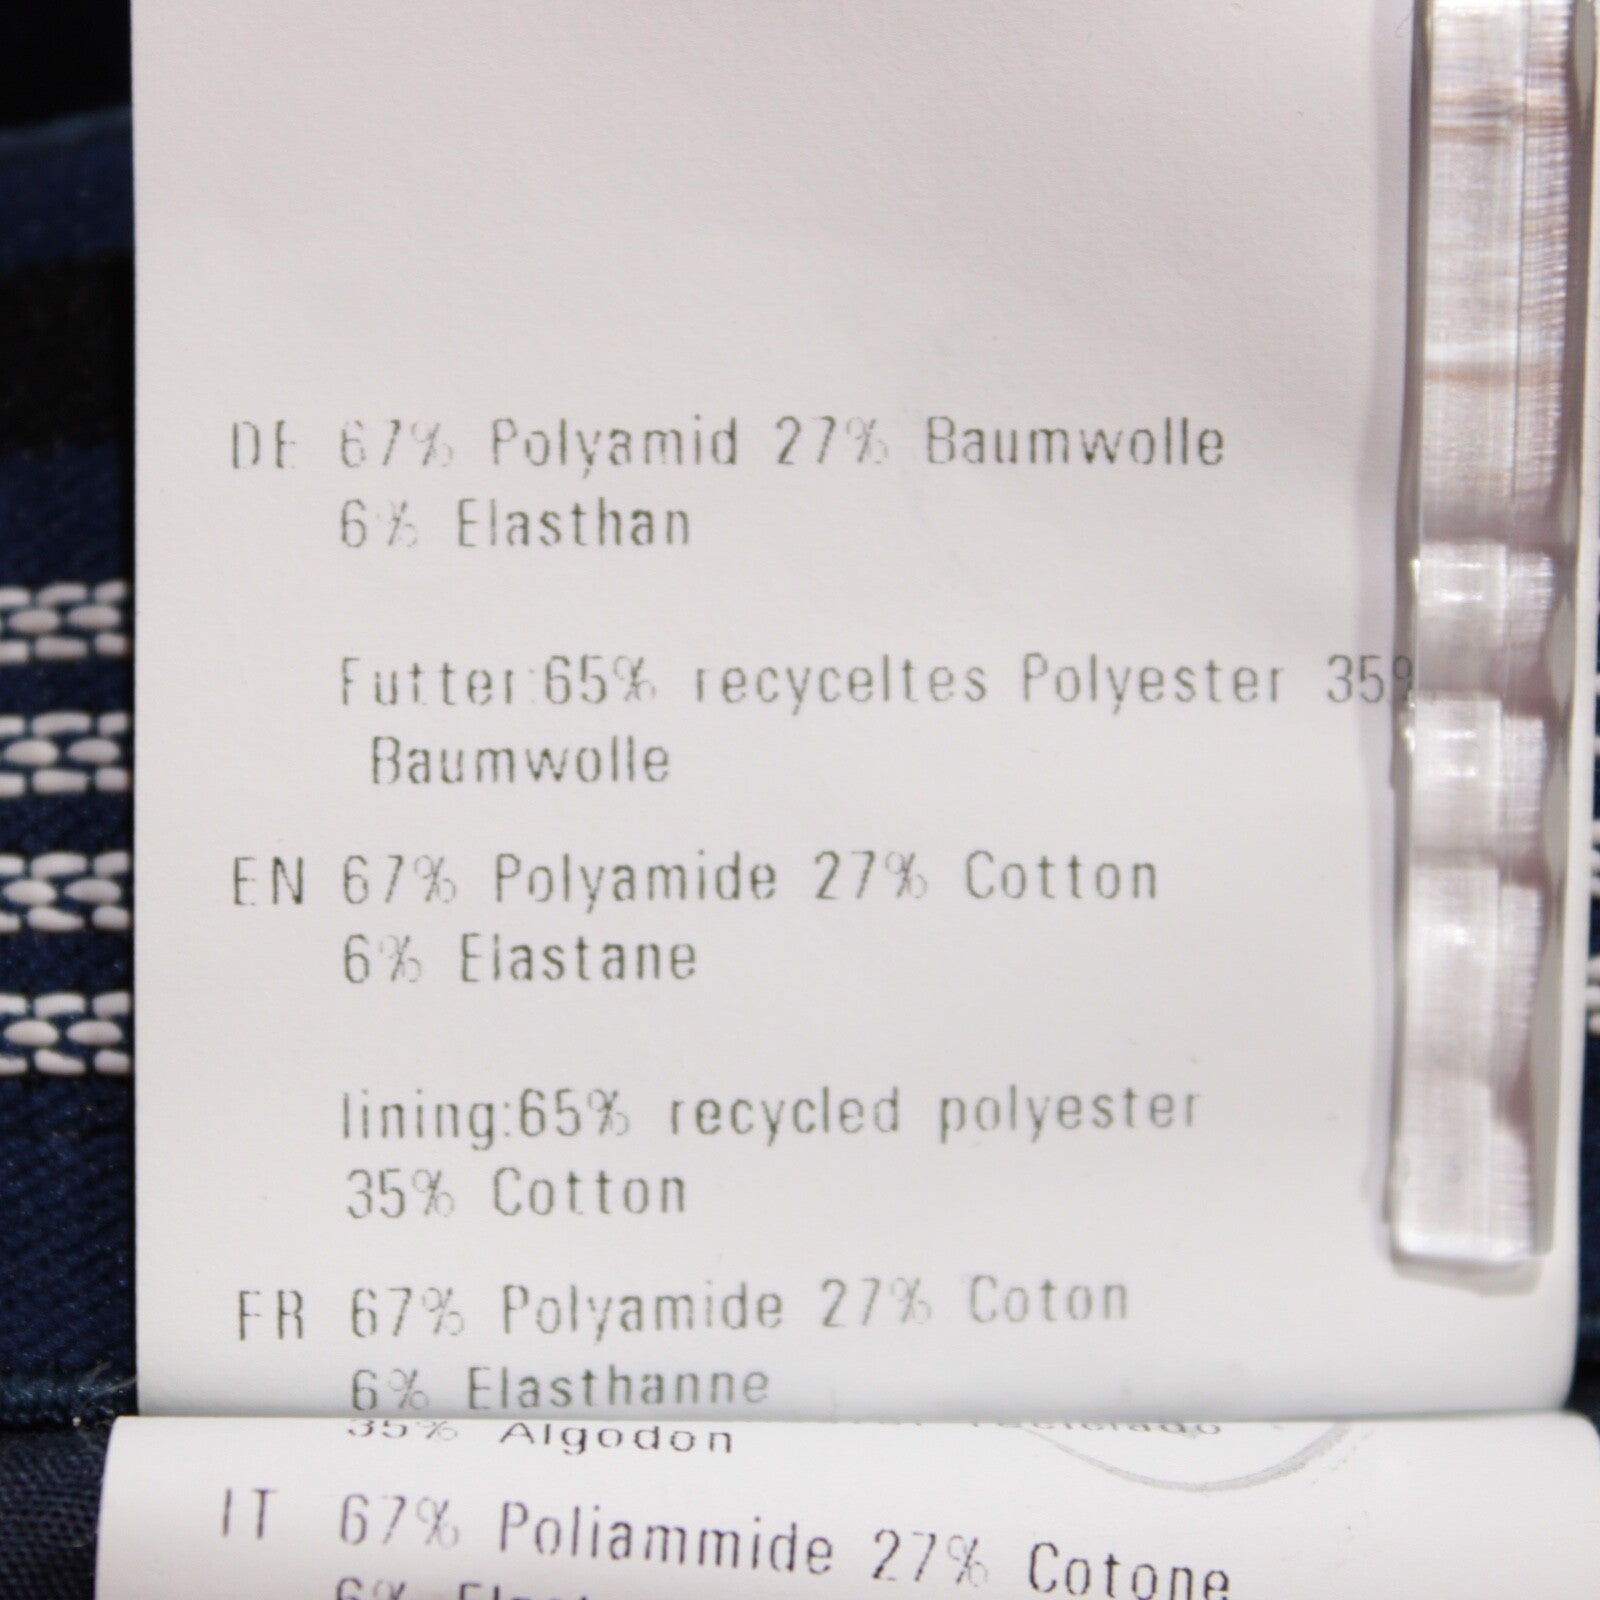 DE 67% Polyamid 27% Baumwolle
6% Elasthan
Futter:65% recyceltes Polyester 35%
Baumwolle
EN 67% Polyamide 27% Cotton
6% Elastane
lining:65% recycled polyester
35% Cotton
FR 67% Polyamide 27% Coton
6% Elasthanne
35% Algodon
IT 67% Poliammide 27% Cotone
6%